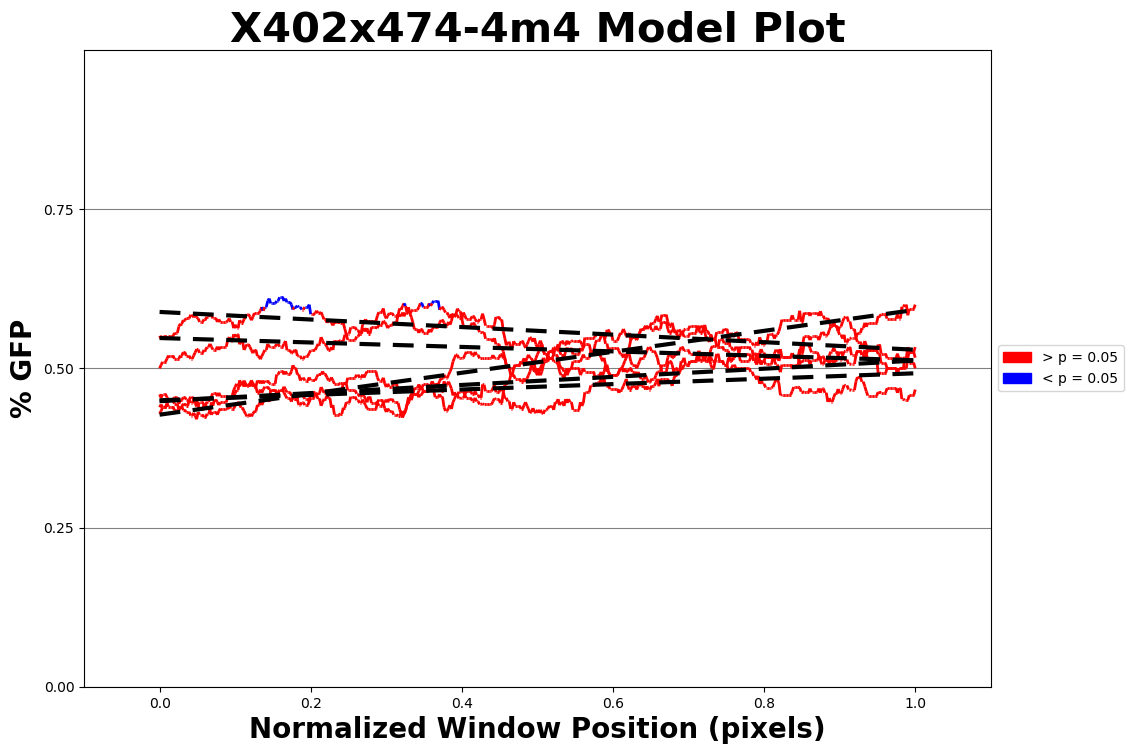 X402x474-4m4 Model Plot
% GFP
0.75
0.50
0.25
0.00
0.0 0.2 0.4 0.6 0.8 1.0
Normalized Window Position (pixels)
> p = 0.05
< p = 0.05